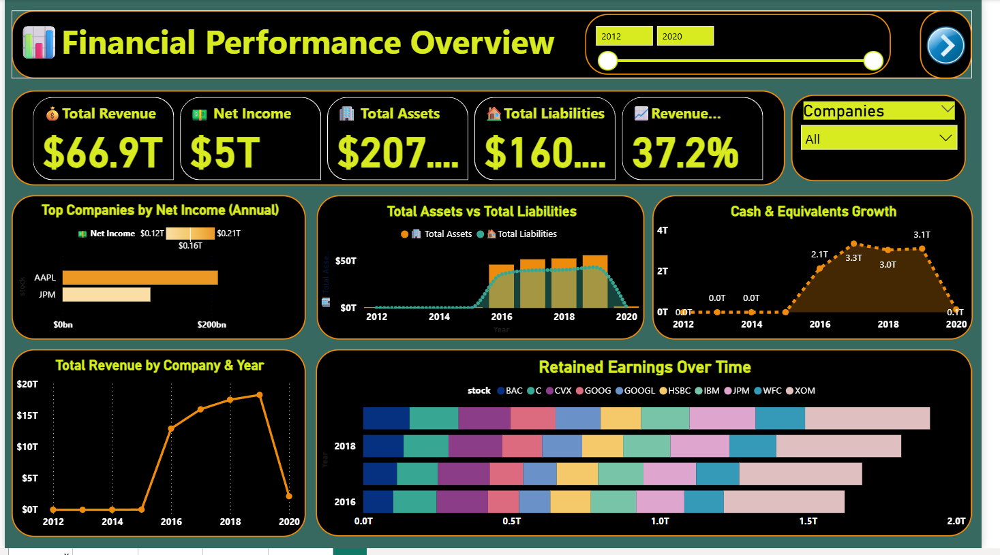 Financial Performance Overview
2012
2020
Total Revenue
$66.9T
Net Income
$5T
Total Assets
$207....
Total Liabilities
$160....
Revenue...
37.2%
Companies
All
Top Companies by Net Income (Annual)
Net Income $0.12T $0.21T
$0.16T
stock
AAPL
JPM
$0bn $200bn
Total Assets vs Total Liabilities
Total Assets Total Liabilities
Total Asse...
$50T
$0T
2012 2014 2016 2018 2020
Year
Cash & Equivalents Growth
4T
2T
0T
0.0T
0.0T
0.0T
2.1T
3.3T
3.0T
3.1T
0.1T
2012 2014 2016 2018 2020
Total Revenue by Company & Year
$20T
$15T
$10T
$5T
$0T
2012 2014 2016 2018 2020
Retained Earnings Over Time
stock BAC C CVX GOOG GOOGL HSBC IBM JPM WFC XOM
Year
2018
2016
0.0T 0.5T 1.0T 1.5T 2.0T